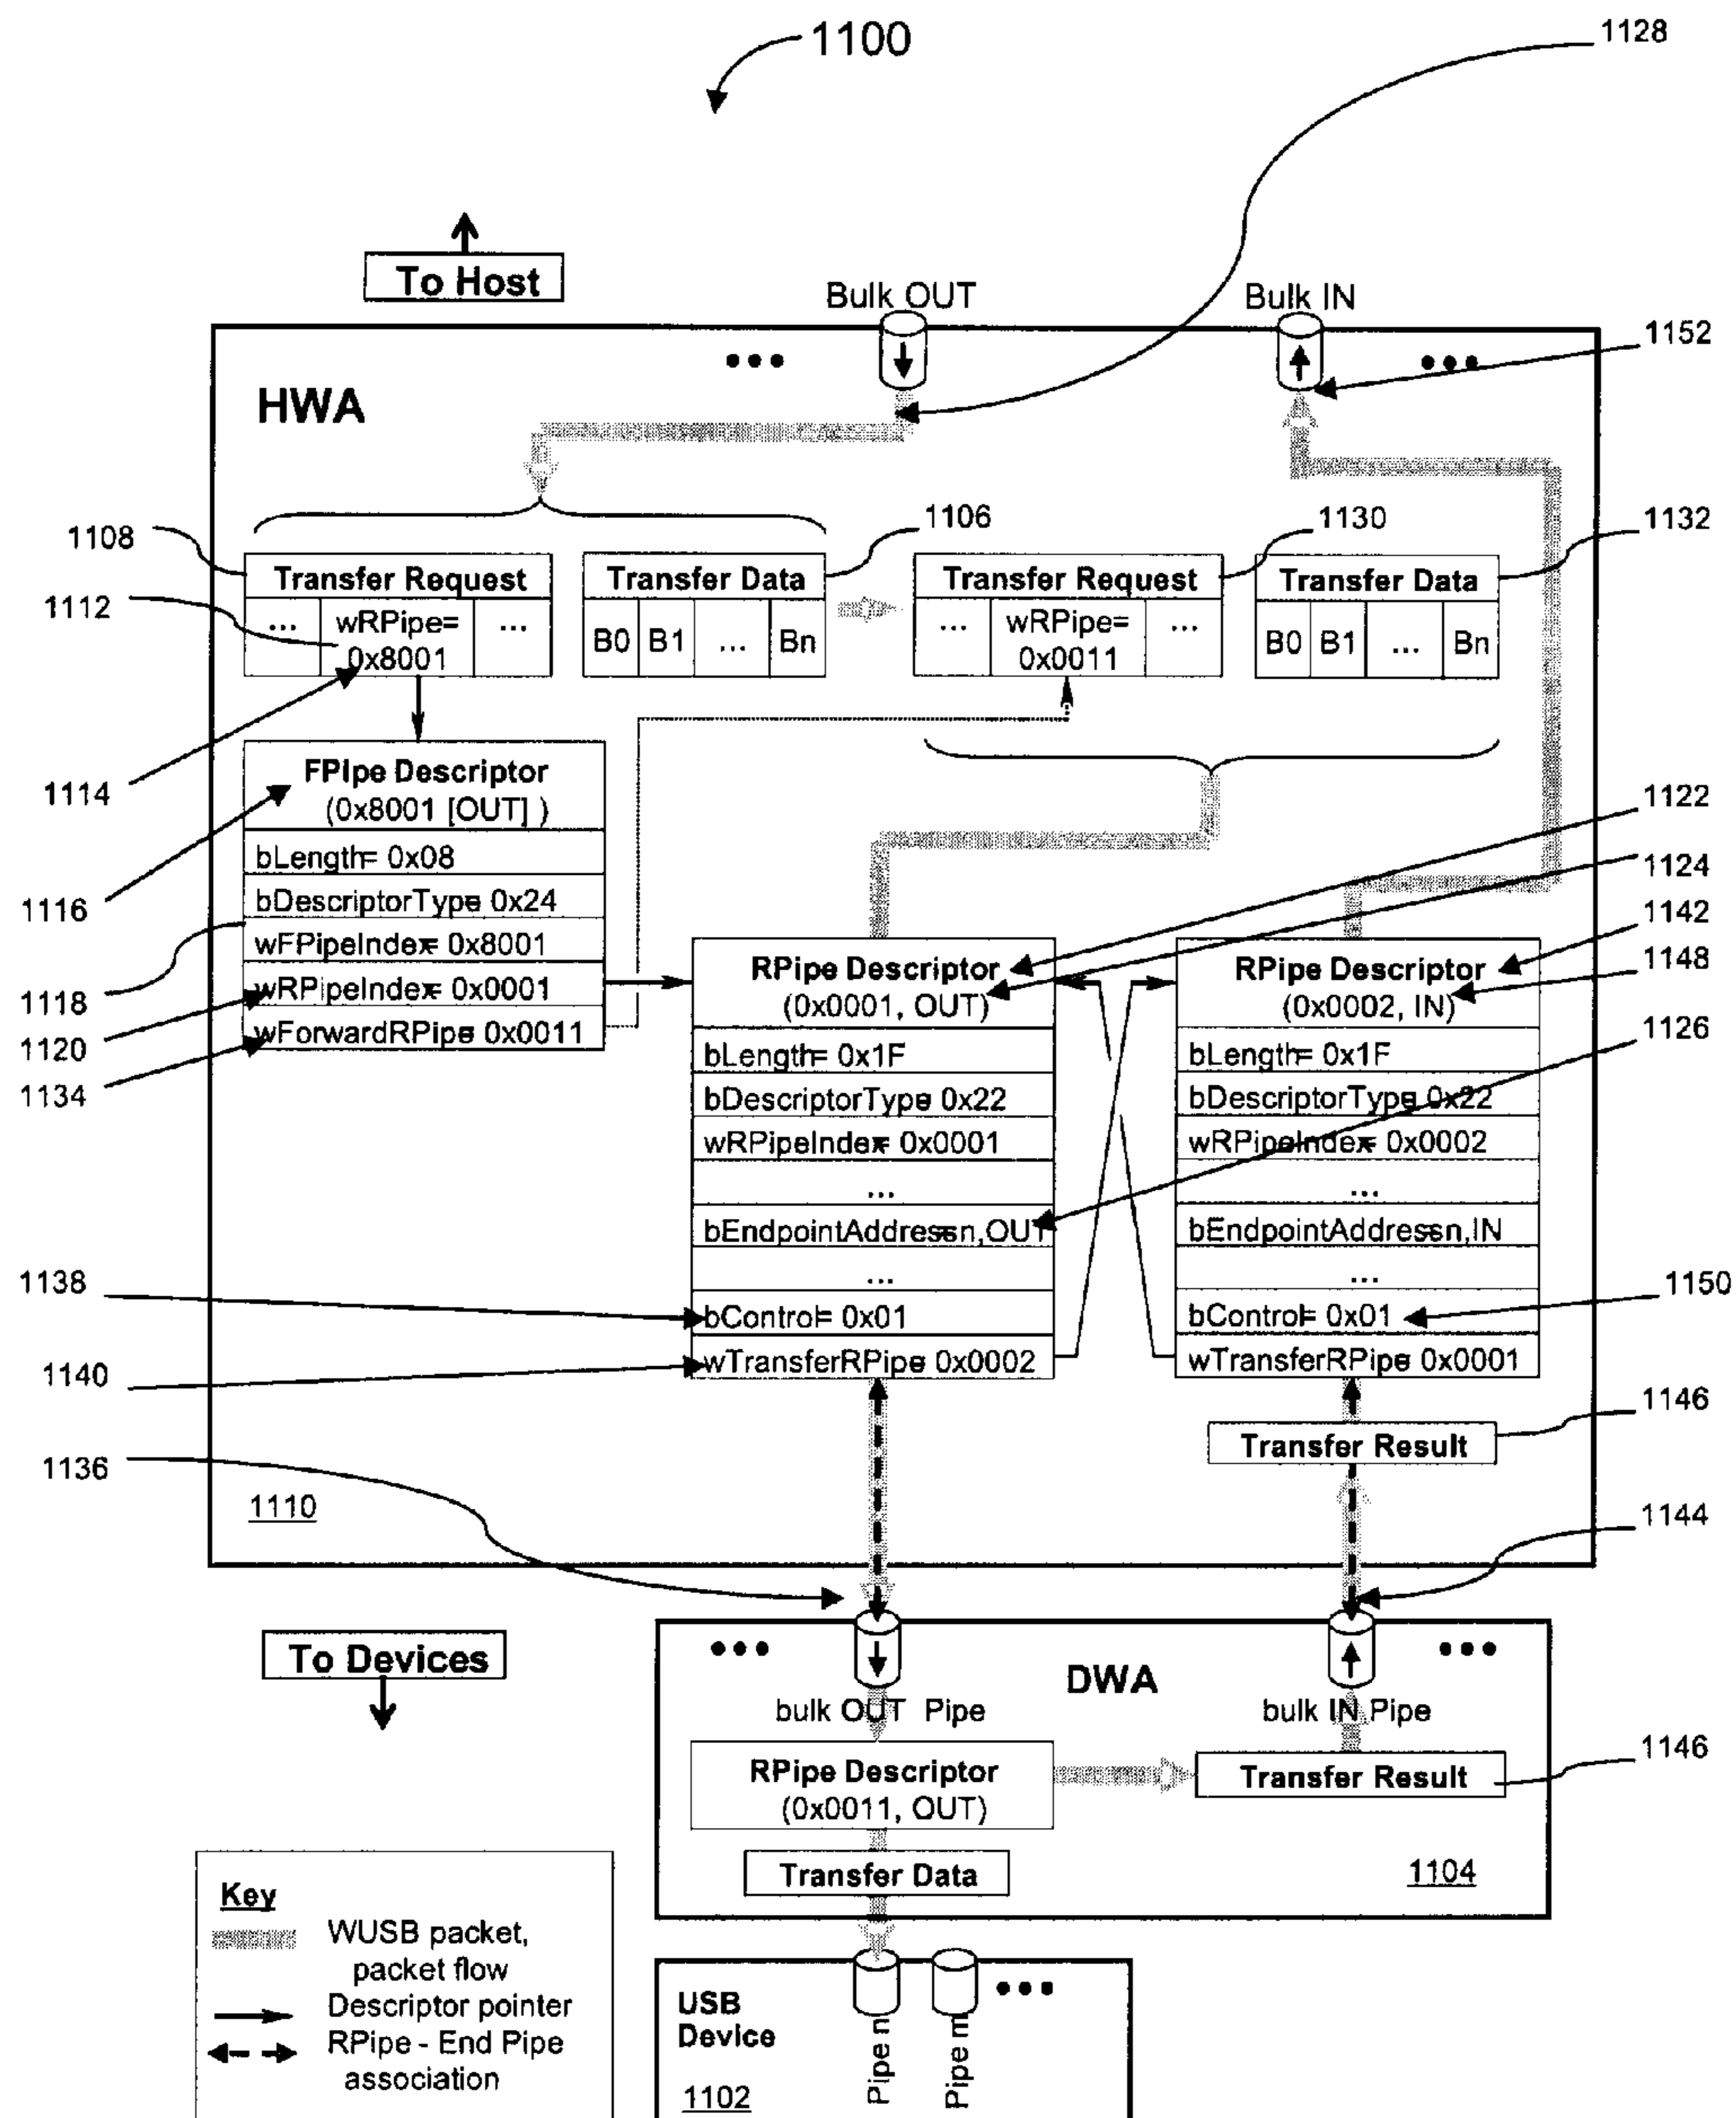 1100
1128
To Host
Bulk OUT
Bulk IN
1152
HWA
1108
1106
1130
1132
Transfer Request
... wRPipe= 0x8001 ...
Transfer Data
B0 B1 ... Bn
Transfer Request
... wRPipe= 0x0011 ...
Transfer Data
B0 B1 ... Bn
1112
1114
FPIpe Descriptor
(0x8001 [OUT] )
bLength= 0x08
bDescriptorType= 0x24
wFPipeIndex= 0x8001
wRPipeIndex= 0x0001
wForwardRPipe= 0x0011
1116
1118
1120
1134
1122
1124
1142
1148
1126
RPipe Descriptor
(0x0001, OUT)
bLength= 0x1F
bDescriptorType= 0x22
wRPipeIndex= 0x0001
...
bEndpointAddress=n,OUT
...
bControl= 0x01
wTransferRPipe= 0x0002
RPipe Descriptor
(0x0002, IN)
bLength= 0x1F
bDescriptorType= 0x22
wRPipeIndex= 0x0002
...
bEndpointAddress=n,IN
...
bControl= 0x01
wTransferRPipe= 0x0001
1138
1150
1140
1146
Transfer Result
1136
1110
1144
To Devices
DWA
bulk OUT Pipe
bulk IN Pipe
RPipe Descriptor
(0x0011, OUT)
Transfer Result
1146
Transfer Data
1104
Key
WUSB packet,
packet flow
Descriptor pointer
RPipe - End Pipe
association
USB
Device
1102
Pipe n
Pipe m